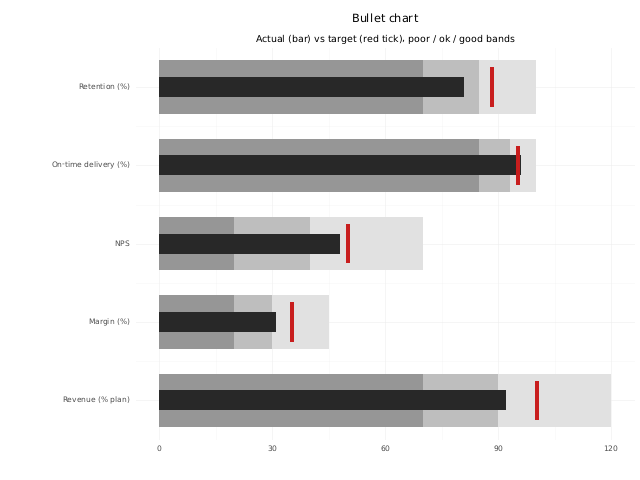 Bullet chart
Actual (bar) vs target (red tick), poor / ok / good bands
Retention (%)
On-time delivery (%)
NPS
Margin (%)
Revenue (% plan)
0 30 60 90 120